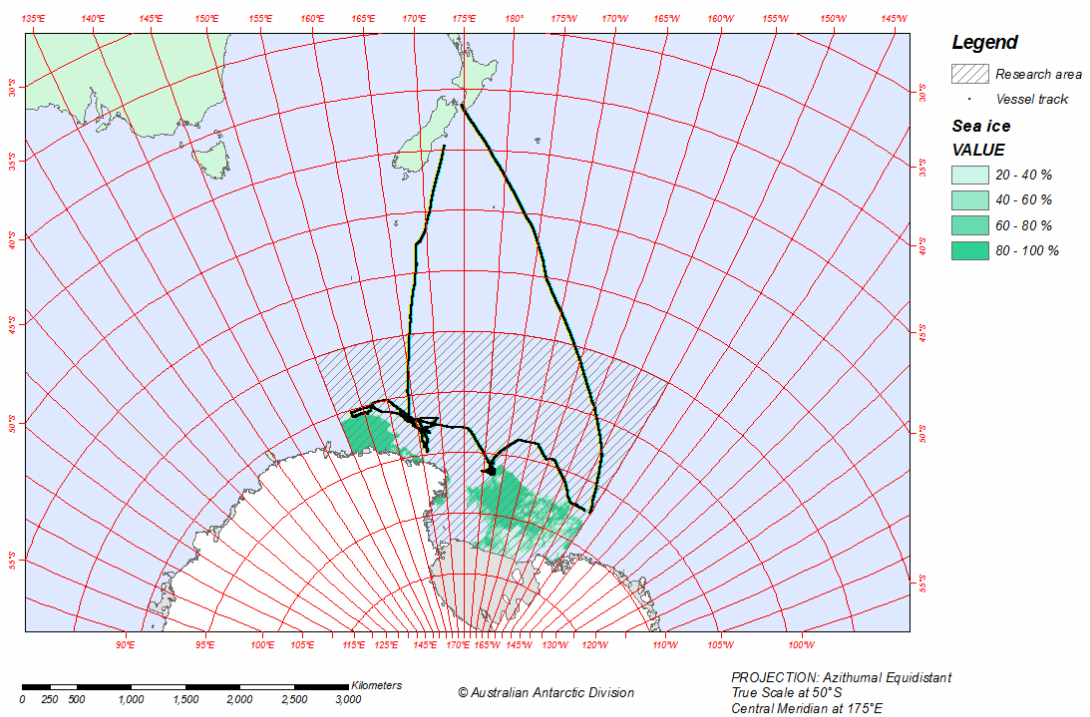 135°E 140°E 145°E 150°E 155°E 160°E 165°E 170°E 175°E 180° 175°W 170°W 165°W 160°W 155°W 150°W 145°W
30°S
35°S
40°S
45°S
50°S
55°S
30°S
35°S
40°S
45°S
50°S
55°S
90°E 95°E 100°E 105°E 110°E 115°E 125°E 145°E 170°E 165°W 145°W 130°W 120°W 110°W 105°W 100°W
Legend
Research area
Vessel track
Sea ice
VALUE
20 - 40 %
40 - 60 %
60 - 80 %
80 - 100 %
Kilometers
0 250 500 1,000 1,500 2,000 2,500 3,000
© Australian Antarctic Division
PROJECTION: Azithumal Equidistant
True Scale at 50°S
Central Meridian at 175°E